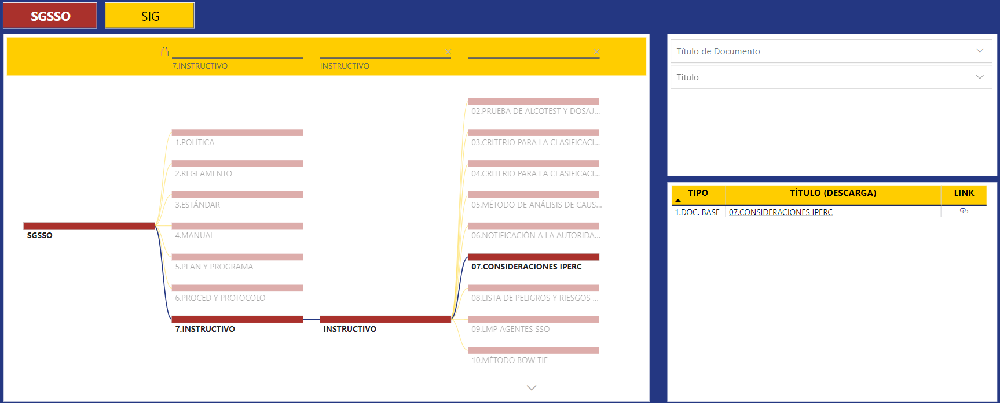 SGSSO
SIG
7.INSTRUCTIVO
INSTRUCTIVO
SGSSO
1.POLÍTICA
2.REGLAMENTO
3.ESTÁNDAR
4.MANUAL
5.PLAN Y PROGRAMA
6.PROCED Y PROTOCOLO
7.INSTRUCTIVO
INSTRUCTIVO
02.PRUEBA DE ALCOTEST Y DOSAJ...
03.CRITERIO PARA LA CLASIFICACI...
04.CRITERIO PARA LA CLASIFICACI...
05.MÉTODO DE ANÁLISIS DE CAUS...
06.NOTIFICACIÓN A LA AUTORIDA...
07.CONSIDERACIONES IPERC
08.LISTA DE PELIGROS Y RIESGOS ...
09.LMP AGENTES SSO
10.MÉTODO BOW TIE
Título de Documento
Titulo
TIPO TÍTULO (DESCARGA) LINK
1.DOC. BASE 07.CONSIDERACIONES IPERC